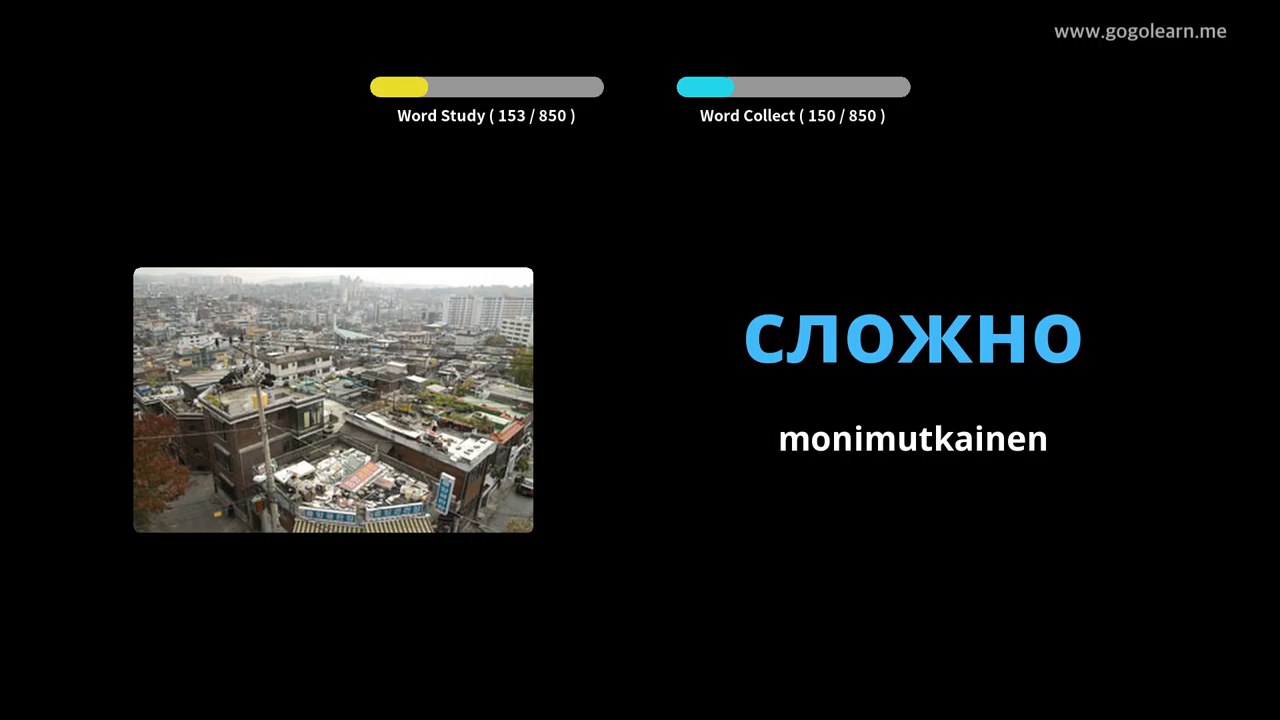 www.gogolearn.me
Word Study ( 153 / 850 )
Word Collect ( 150 / 850 )
сложно
monimutkainen